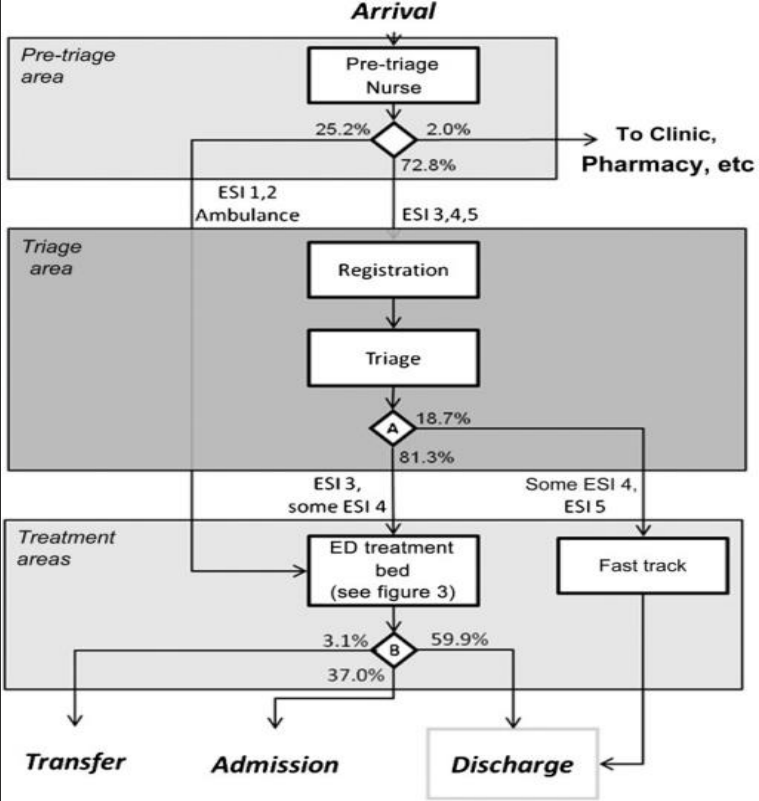 Arrival
Pre-triage
area
Pre-triage
Nurse
25.2%
2.0%
To Clinic,
Pharmacy, etc
72.8%
ESI 1,2
Ambulance
ESI 3,4,5
Triage
area
Registration
Triage
A
18.7%
81.3%
ESI 3,
some ESI 4
Some ESI 4,
ESI 5
Treatment
areas
ED treatment
bed
(see figure 3)
Fast track
3.1%
B
59.9%
37.0%
Transfer
Admission
Discharge